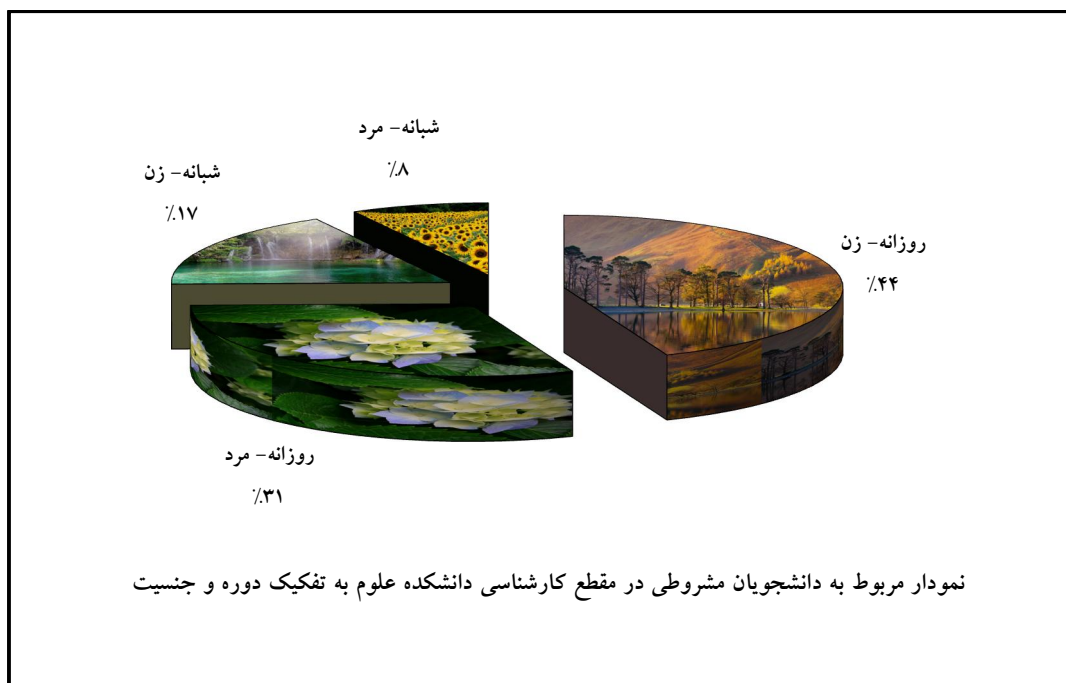 شبانه- مرد
٪۸
شبانه- زن
٪۱۷
روزانه- زن
٪۴۴
روزانه- مرد
٪۳۱
نمودار مربوط به دانشجویان مشروطی در مقطع کارشناسی دانشکده علوم به تفکیک دوره و جنسیت